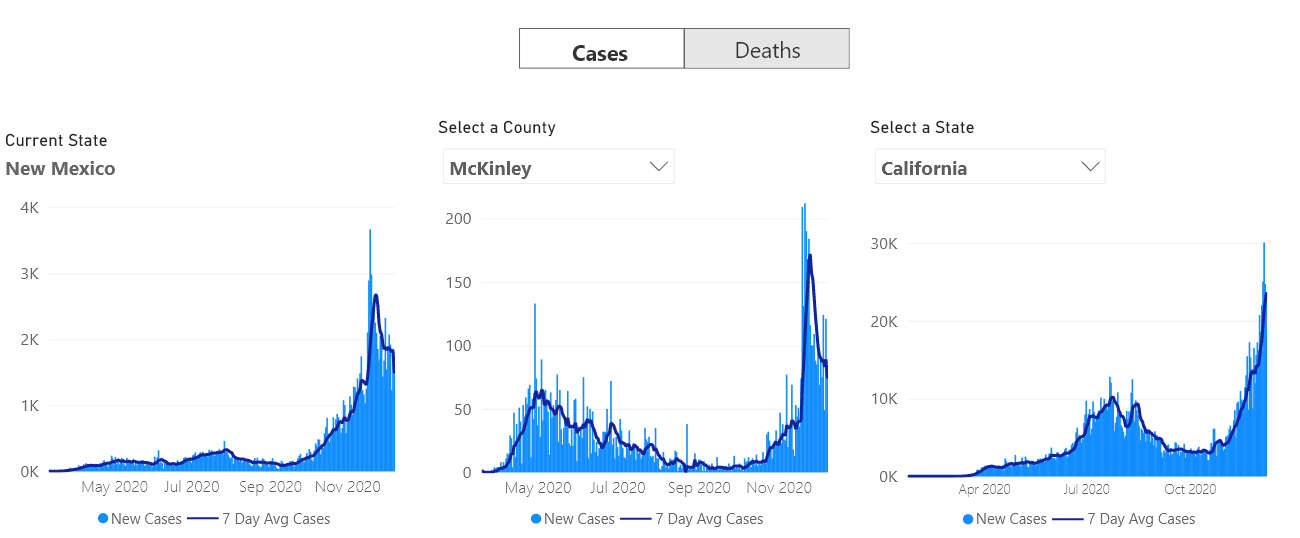 Cases Deaths
Current State
New Mexico
4K
3K
2K
1K
0K
May 2020 Jul 2020 Sep 2020 Nov 2020
New Cases 7 Day Avg Cases
Select a County
McKinley
200
150
100
50
0
May 2020 Jul 2020 Sep 2020 Nov 2020
New Cases 7 Day Avg Cases
Select a State
California
30K
20K
10K
0K
Apr 2020 Jul 2020 Oct 2020
New Cases 7 Day Avg Cases